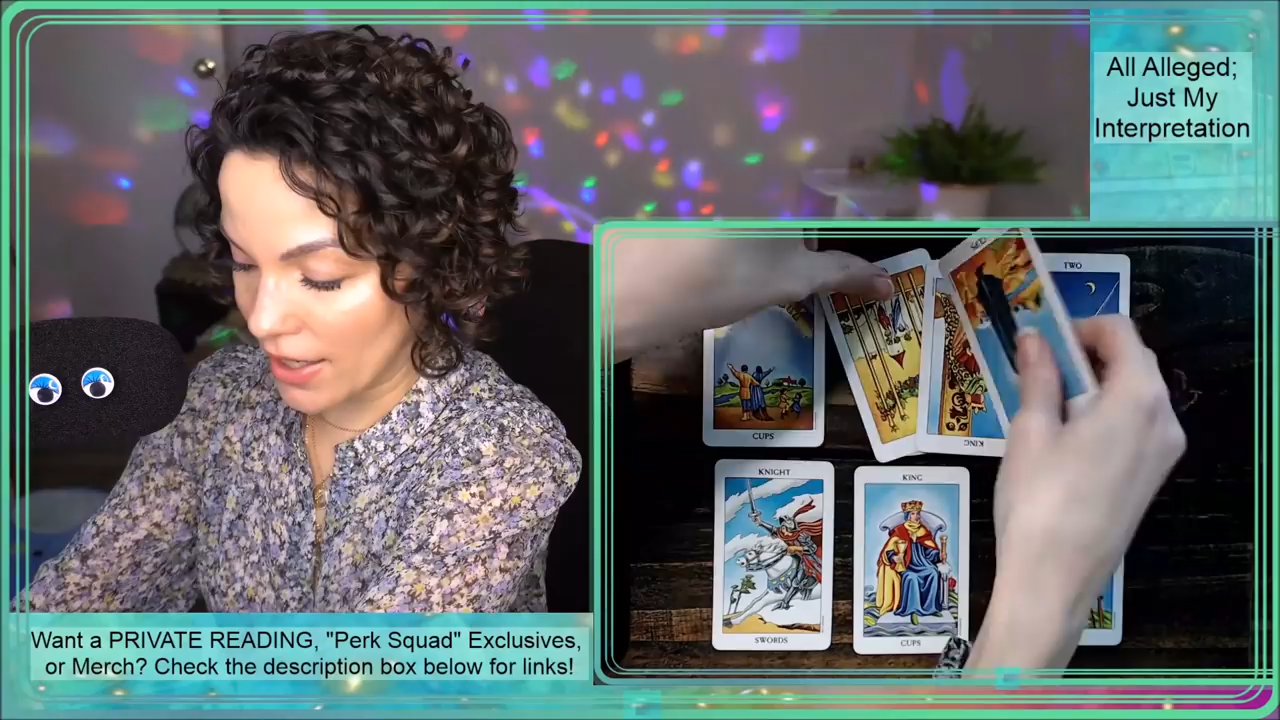 All Alleged;
Just My
Interpretation
TWO
KING
CUPS
KNIGHT
KING
SWORDS
CUPS
Want a PRIVATE READING, "Perk Squad" Exclusives,
or Merch? Check the description box below for links!